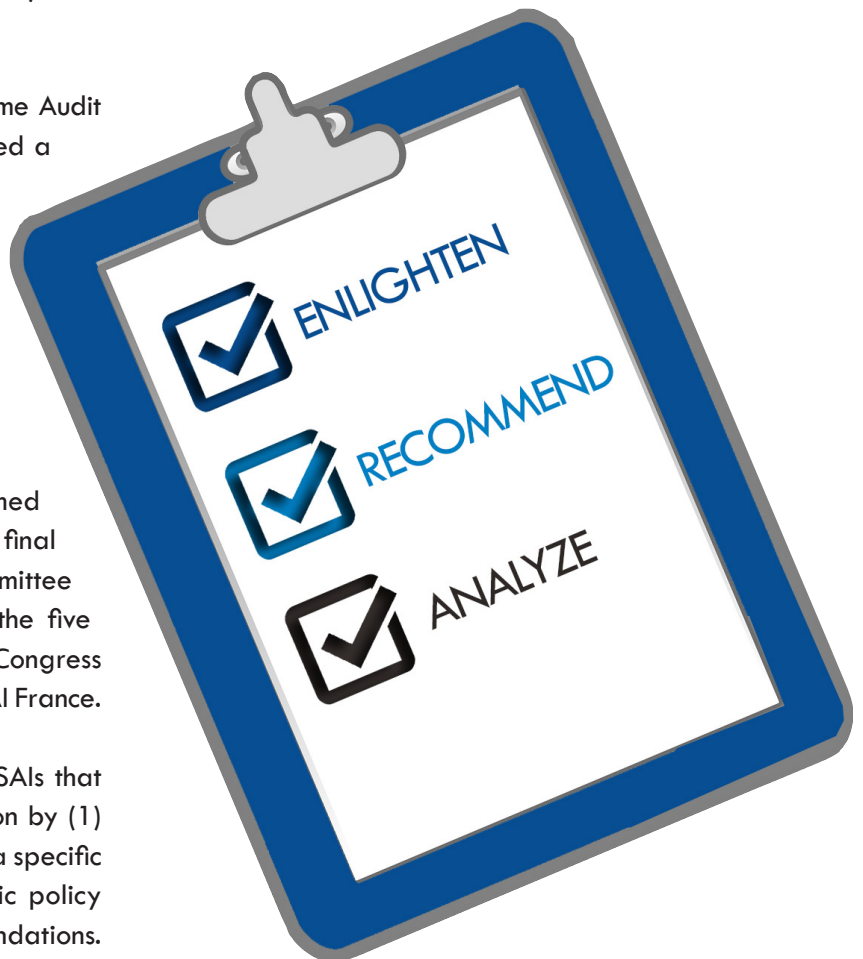 me Audit
ed a
ned
final
mittee
the five
Congress
AI France.
SAIs that
on by (1)
a specific
ic policy
ndations.
ENLIGHTEN
RECOMMEND
ANALYZE